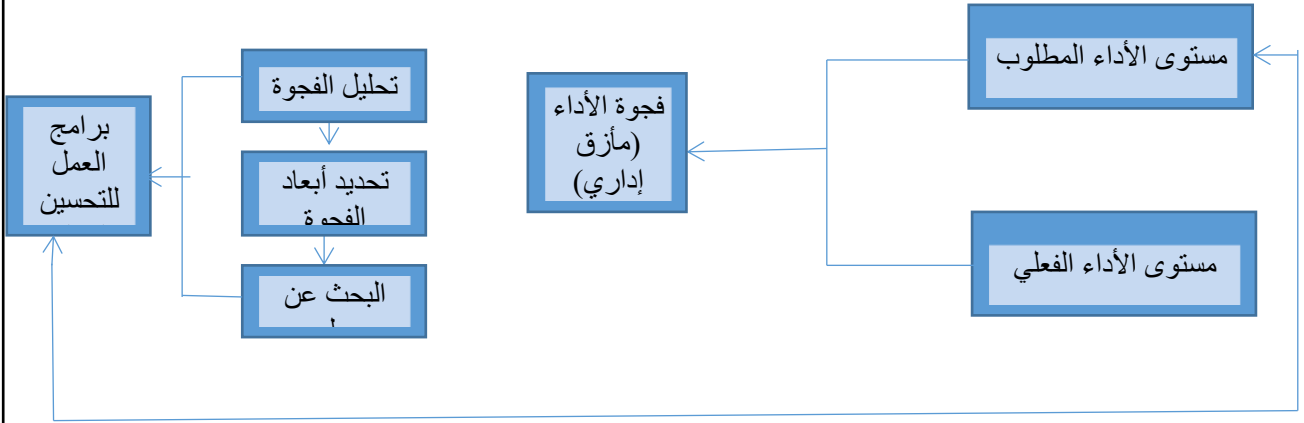 مستوى الأداء المطلوب
مستوى الأداء الفعلي
فجوة الأداء
(مأزق
إداري)
تحليل الفجوة
تحديد أبعاد
الفجوة
البحث عن
برامج
العمل
للتحسين